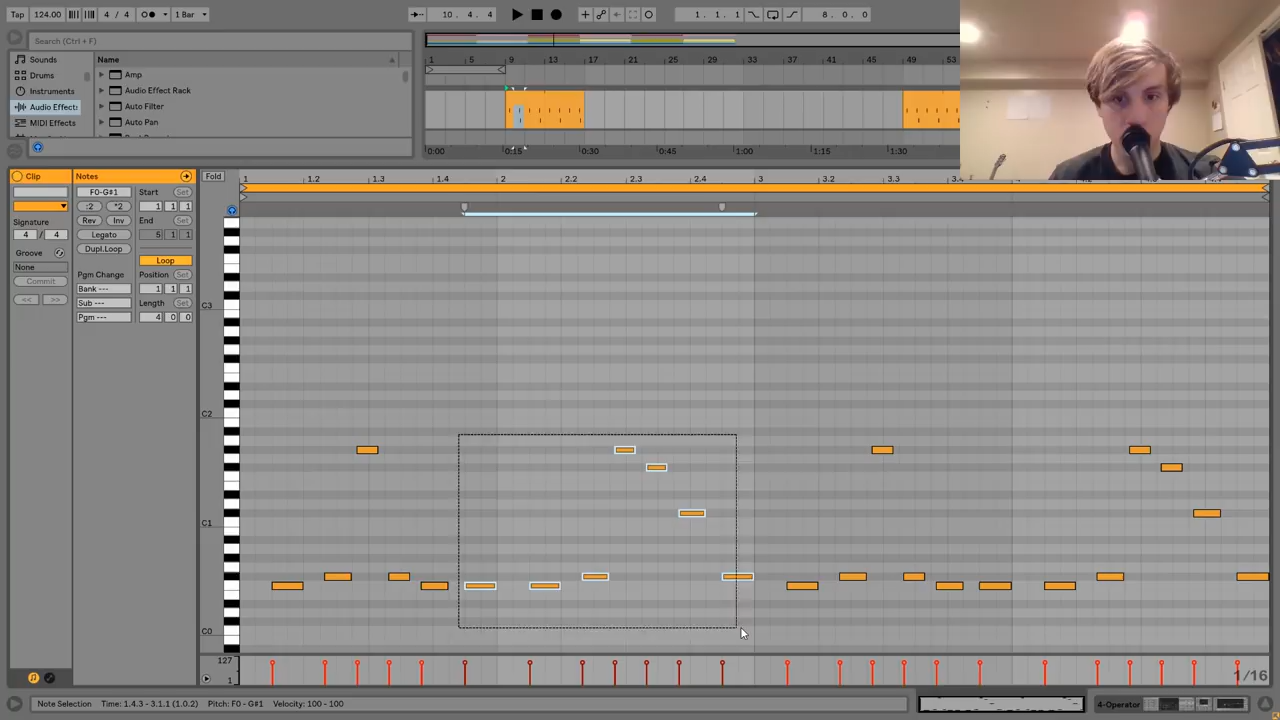 Tap 124.00 4 / 4 1 Bar 10. 4. 4 1. 1. 1 8. 0. 0
Search (Ctrl + F)
Sounds
Drums
Instruments
Audio Effects
MIDI Effects
Name
Amp
Audio Effect Rack
Auto Filter
Auto Pan
1 5 9 13 17 21 25 29 33 37 41 45 49 53
0:00 0:15 0:30 0:45 1:00 1:15 1:30
Clip
Signature
4 / 4
Groove
None
Commit
<< >>
Notes
F0-G#1
:2 *2
Rev Inv
Legato
Dupl.Loop
Pgm Change
Bank ---
Sub ---
Pgm ---
Start Set
1 1 1
End Set
5 1 1
Loop
Position Set
1 1 1
Length Set
4 0 0
Fold
1 1.2 1.3 1.4 2 2.2 2.3 2.4 3 3.2 3.3
C3
C2
C1
C0
127
1
1/16
Note Selection Time: 1.4.3 - 3.1.1 (1.0.2) Pitch: F0 - G#1 Velocity: 100 - 100
4-Operator